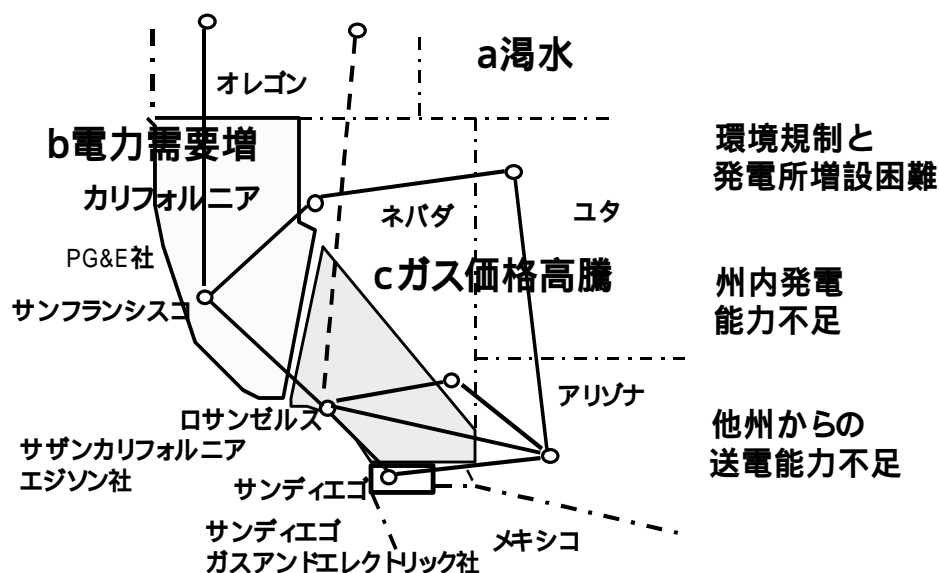 a渇水
オレゴン
b電力需要増
カリフォルニア
ネバダ
ユタ
環境規制と
発電所増設困難
PG&E社
cガス価格高騰
サンフランシスコ
州内発電
能力不足
アリゾナ
ロサンゼルス
サザンカリフォルニア
エジソン社
他州からの
送電能力不足
サンディエゴ
サンディエゴ
ガスアンドエレクトリック社
メキシコ